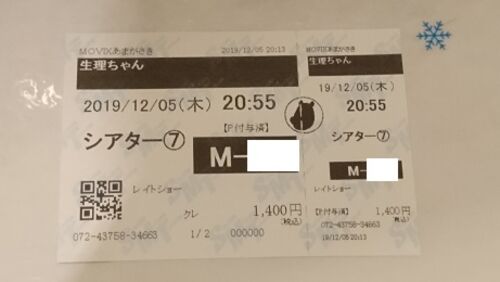 MOVIXあまがさき 2019/12/05 20:13
生理ちゃん
2019/12/05(木) 20:55
【P付与済】
シアター⑦
M-
レイトショー
クレ 1,400円
(税込)
072-43758-34663 1/2 000000
MOVIXあまがさき
生理ちゃん
19/12/05(木)
20:55
シアター⑦
M-
レイトショー
【P付与済】 1,400円
072-43758-34663 (税込)
19/12/05 20:13